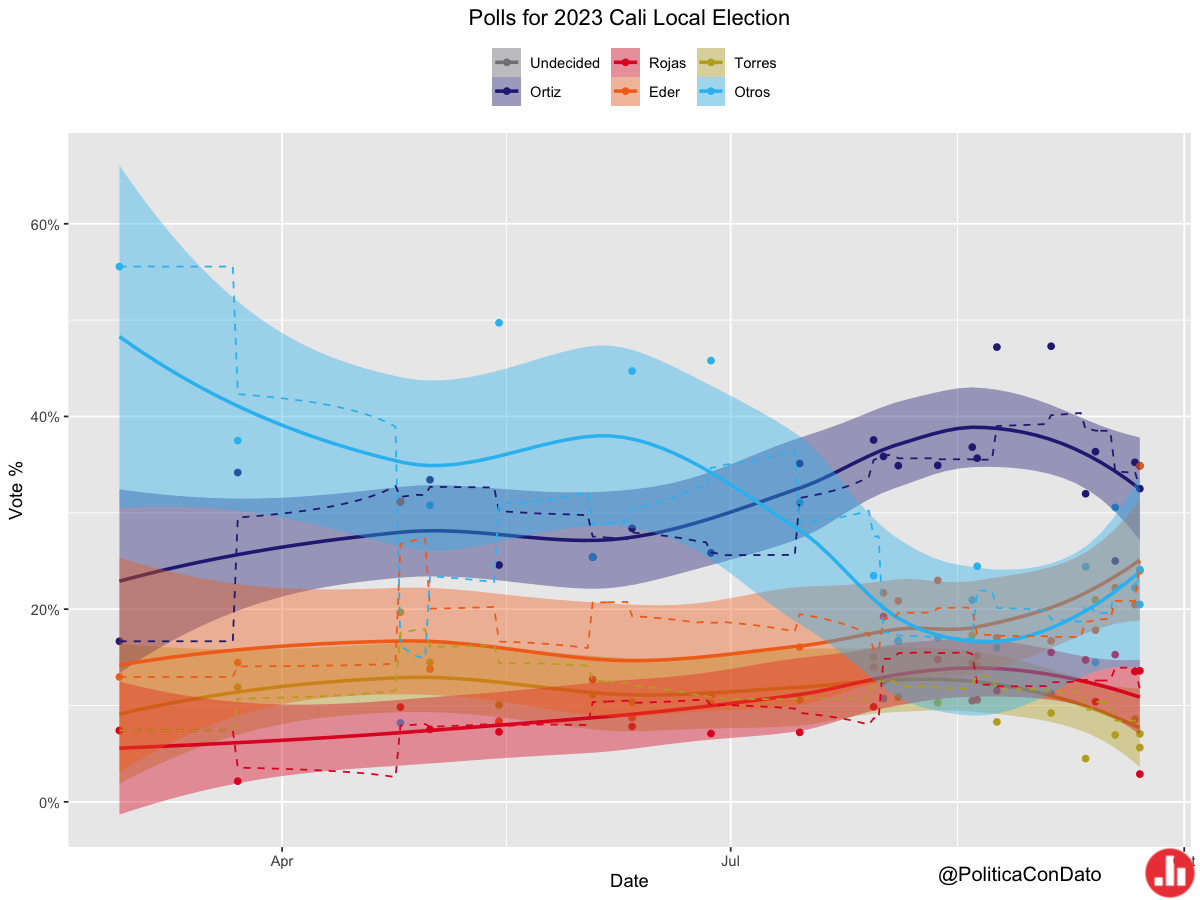 Polls for 2023 Cali Local Election
Undecided Rojas Torres
Ortiz Eder Otros
Vote %
60%
40%
20%
0%
Apr Jul
Date
@PoliticaConDato